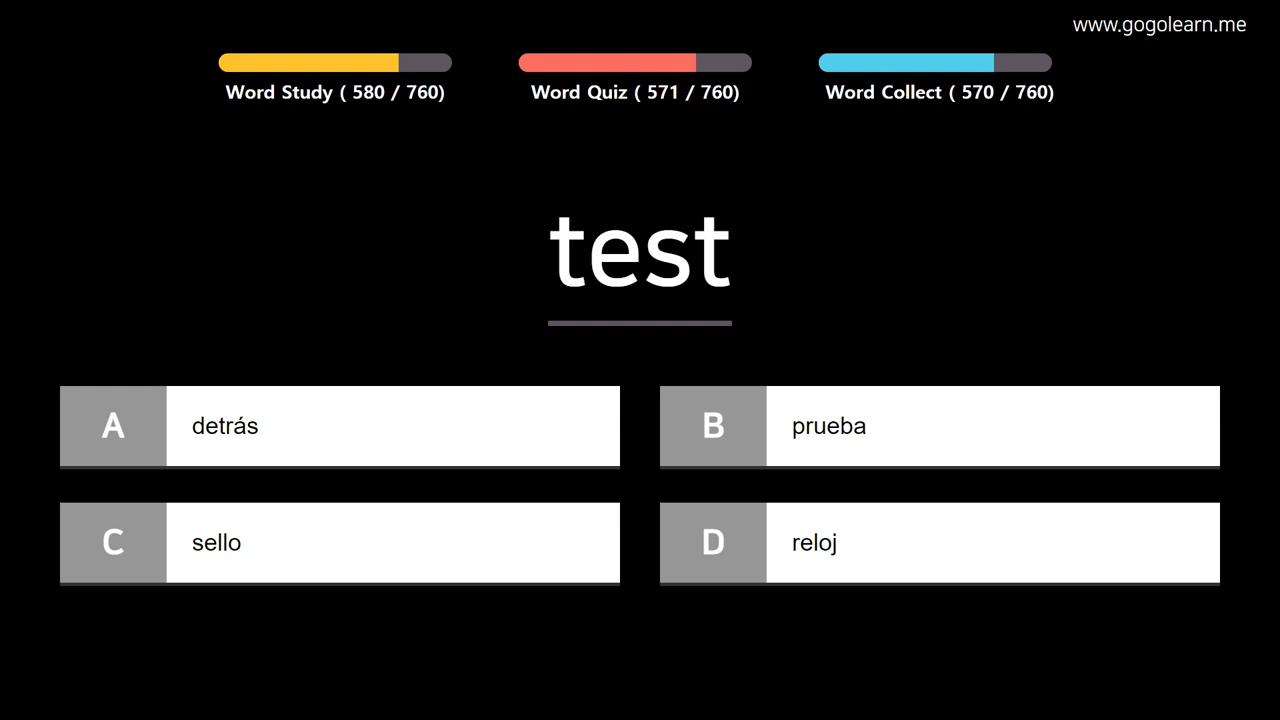 www.gogolearn.me
Word Study ( 580 / 760)
Word Quiz ( 571 / 760)
Word Collect ( 570 / 760)
test
A detrás
B prueba
C sello
D reloj